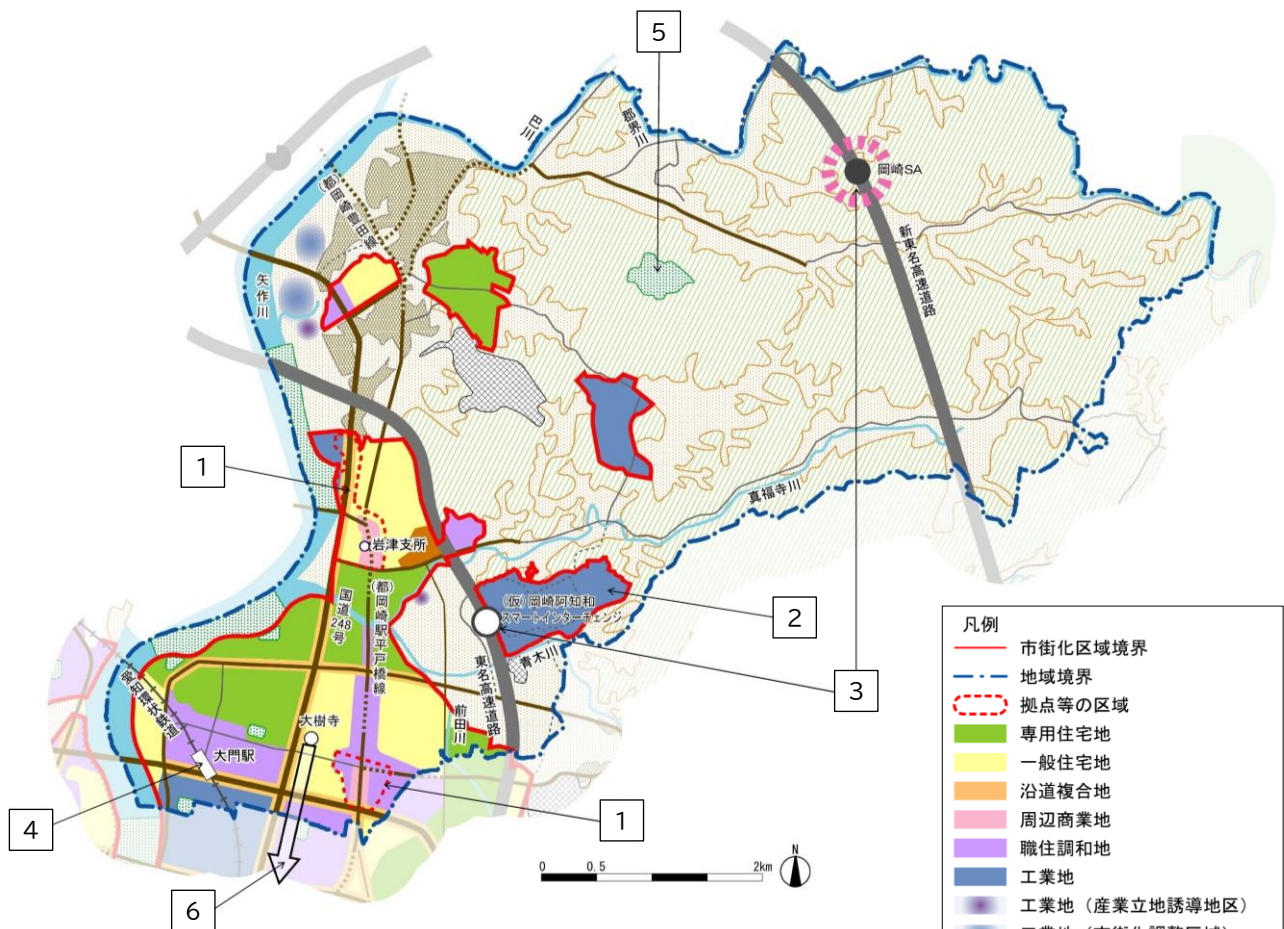 5
三巴
郡界川
岡崎SA
(都)岡崎豊田線
新東名高速道路
矢作川
1
真福寺川
岩津支所
(仮)岡崎阿知和
スマートインターチェンジ
2
国道248号
(都)岡崎駅平戸橋線
青木川
3
東名高速道路
前田川
愛知環状鉄道
大樹寺
大門駅
4
1
6
0 0.5 2km
N
凡例
市街化区域境界
地域境界
拠点等の区域
専用住宅地
一般住宅地
沿道複合地
周辺商業地
職住調和地
工業地
工業地（産業立地誘導地区）